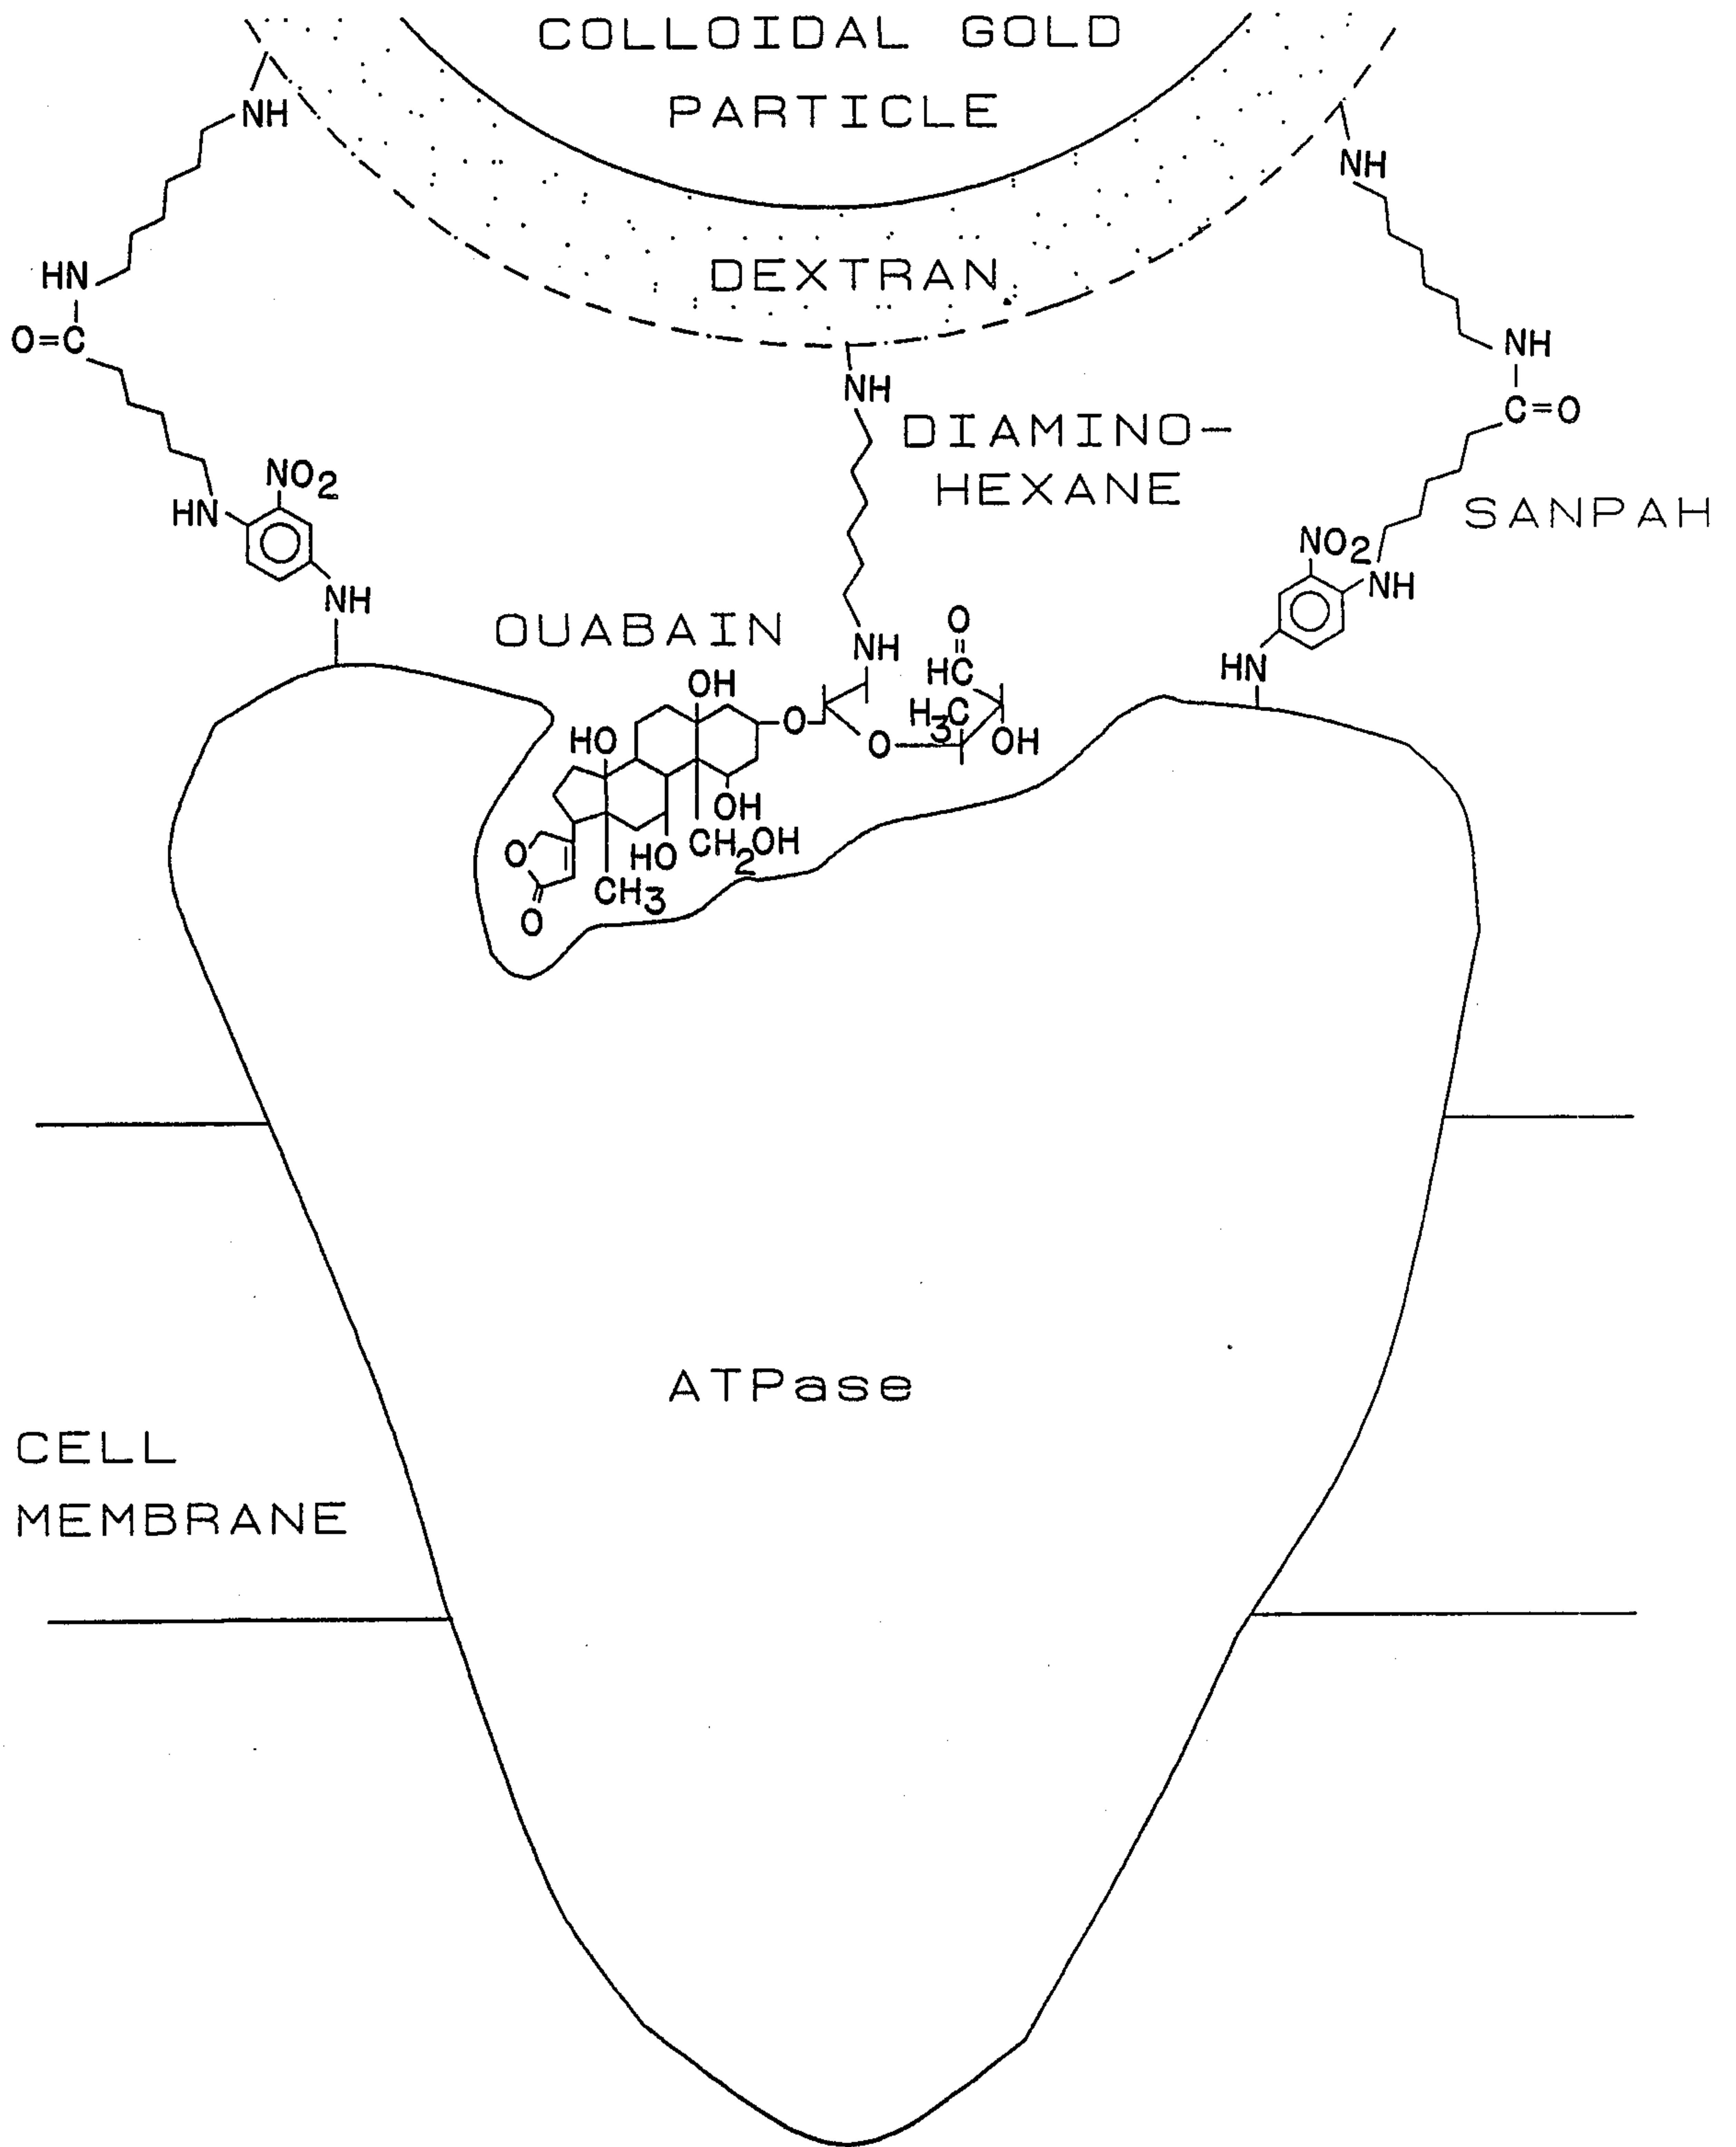 COLLOIDAL GOLD
PARTICLE
NH
NH
HN
DEXTRAN
O=C
NH
NH
C=O
DIAMINO-
HEXANE
NO2
HN
SANPAH
NO2
NH
NH
OUABAIN
O
NH
HC
HN
OH
H3C
O
HO
O
OH
OH
CH2OH
O
HO
CH3
O
ATPase
CELL
MEMBRANE